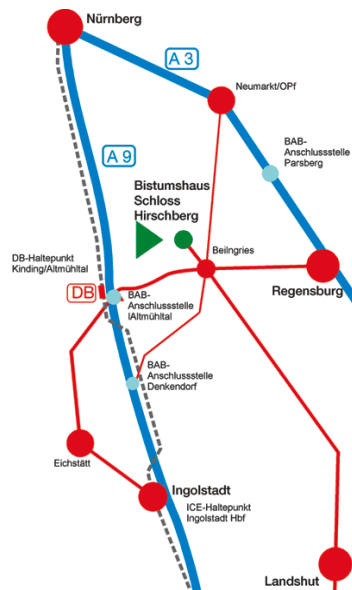 Nürnberg
A 3
Neumarkt/OPf
A 9
BAB-
Anschlussstelle
Parsberg
Bistumshaus
Schloss
Hirschberg
Beilngries
DB-Haltepunkt
Kinding/Altmühltal
DB
BAB-
Anschlussstelle
lAltmühltal
Regensburg
BAB-
Anschlussstelle
Denkendorf
Eichstätt
Ingolstadt
ICE-Haltepunkt
Ingolstadt Hbf
Landshut